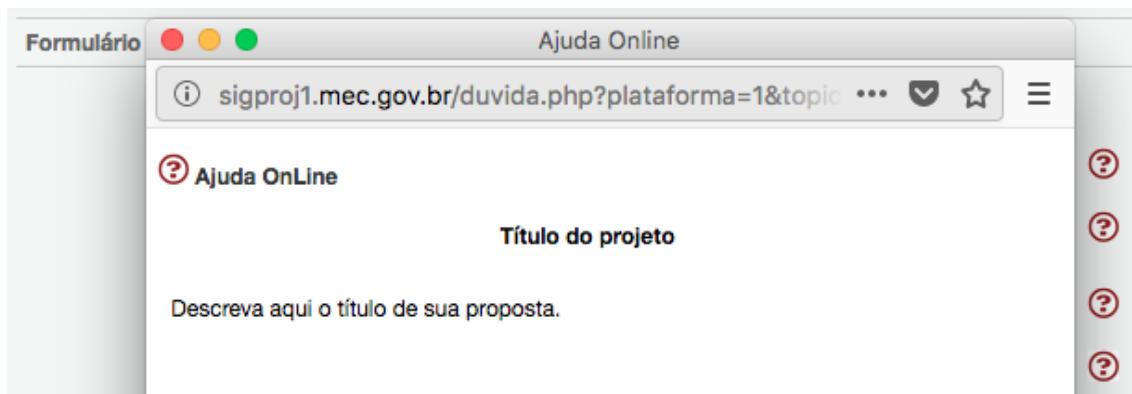 Formulário
Ajuda Online
sigproj1.mec.gov.br/duvida.php?plataforma=1&topic
Ajuda OnLine
Título do projeto
Descreva aqui o título de sua proposta.